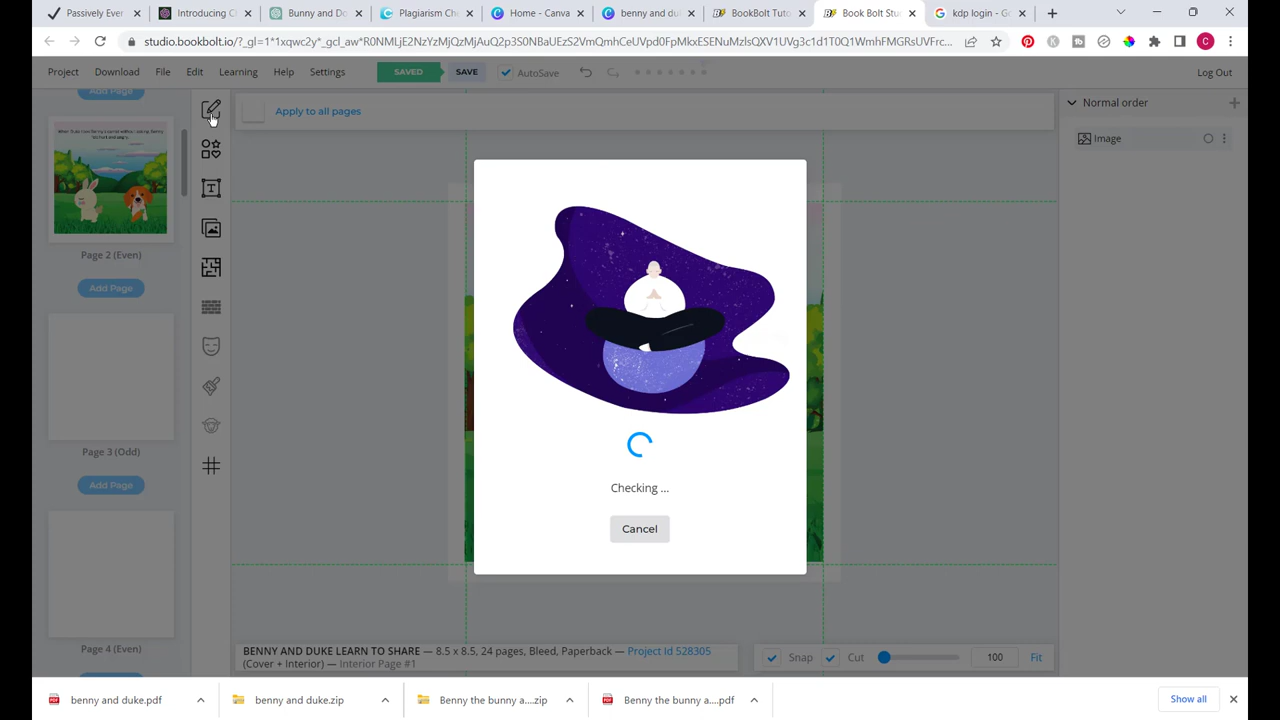 Passively Ever
Introducing C
Bunny and Do
Plagiarism Che
Home - Canva
benny and du
BookBolt Tuto
Book Bolt Stu
kdp login - Go
studio.bookbolt.io/?_gl=1*1xqwc2y*_gcl_aw*
Project
Download
File
Edit
Learning
Help
Settings
SAVED
SAVE
AutoSave
Log Out
Add Page
Apply to all pages
Normal order
Image
Page 2 (Even)
Add Page
Page 3 (Odd)
Add Page
Page 4 (Even)
Checking ...
Cancel
BENNY AND DUKE LEARN TO SHARE — 8.5 x 8.5, 24 pages, Bleed, Paperback — Project Id 528305
(Cover + Interior) — Interior Page #1
Snap
Cut
100
Fit
benny and duke.pdf
benny and duke.zip
Benny the bunny a....zip
Benny the bunny a....pdf
Show all